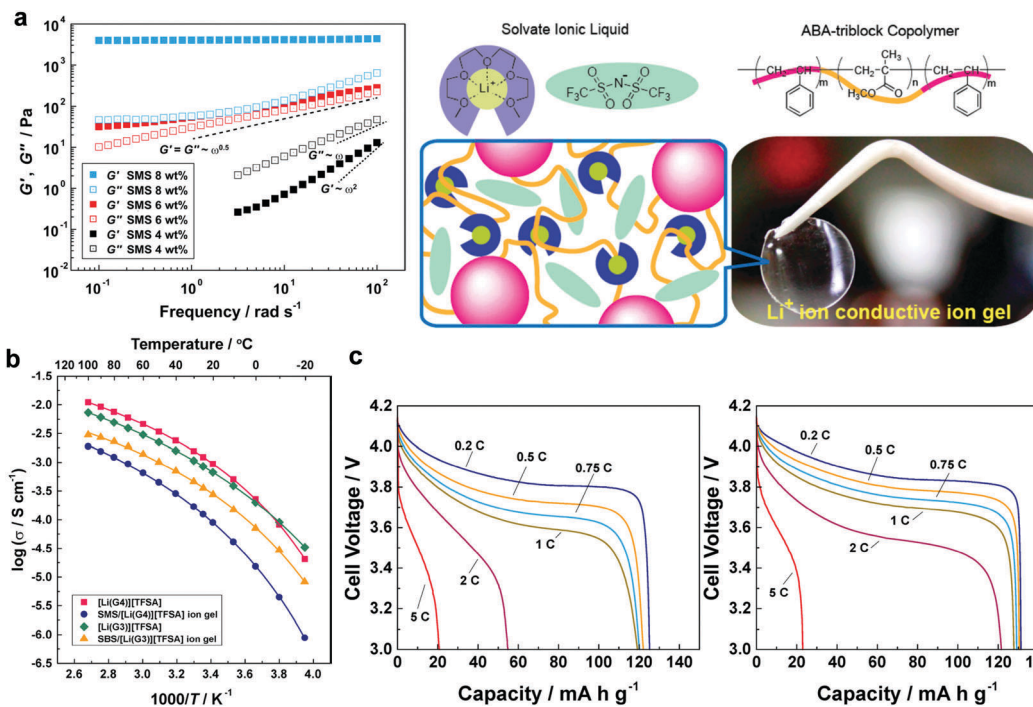 a
10⁴
10³
10²
10¹
10⁰
10⁻¹
10⁻²
G′, G″ / Pa
G′ = G″ ~ ω⁰·⁵
G″ ~ ω
G′ ~ ω²
G′ SMS 8 wt%
G″ SMS 8 wt%
G′ SMS 6 wt%
G″ SMS 6 wt%
G′ SMS 4 wt%
G″ SMS 4 wt%
10⁻¹ 10⁰ 10¹ 10²
Frequency / rad s⁻¹
Solvate Ionic Liquid
O O O O O
Li⁺
F₃C S N⁻ S CF₃
O O O O
ABA-triblock Copolymer
CH₂ CH m CH₂ C CH₃ n CH₂ CH m
H₃CO C O
Li⁺ ion conductive ion gel
b
Temperature / °C
120 100 80 60 40 20 0 -20
-1.5
-2.0
-2.5
-3.0
-3.5
-4.0
-4.5
-5.0
-5.5
-6.0
-6.5
log(σ / S cm⁻¹)
[Li(G4)][TFSA]
SMS/[Li(G4)][TFSA] ion gel
[Li(G3)][TFSA]
SBS/[Li(G3)][TFSA] ion gel
2.6 2.8 3.0 3.2 3.4 3.6 3.8 4.0
1000/T / K⁻¹
c
4.2
4.0
3.8
3.6
3.4
3.2
3.0
Cell Voltage / V
0.2 C
0.5 C
0.75 C
1 C
2 C
5 C
0 20 40 60 80 100 120 140
Capacity / mA h g⁻¹
4.2
4.0
3.8
3.6
3.4
3.2
3.0
Cell Voltage / V
0.2 C
0.5 C
0.75 C
1 C
2 C
5 C
0 20 40 60 80 100 120
Capacity / mA h g⁻¹